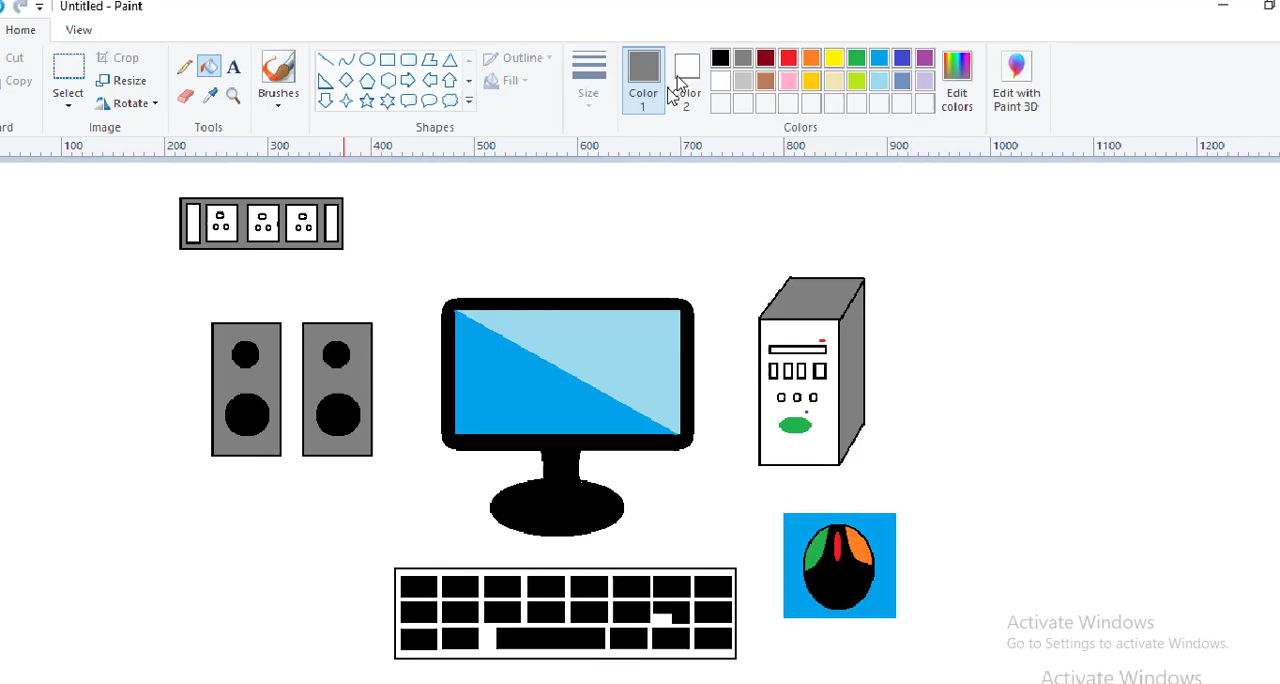 Untitled - Paint
Home View
Cut
Copy
Select
Crop
Resize
Rotate
Image
A
Tools
Brushes
Shapes
Outline
Fill
Size
Color
1
Color
2
Colors
Edit
colors
Edit with
Paint 3D
100 200 300 400 500 600 700 800 900 1000 1100 1200
Activate Windows
Go to Settings to activate Windows.
Activate Windows